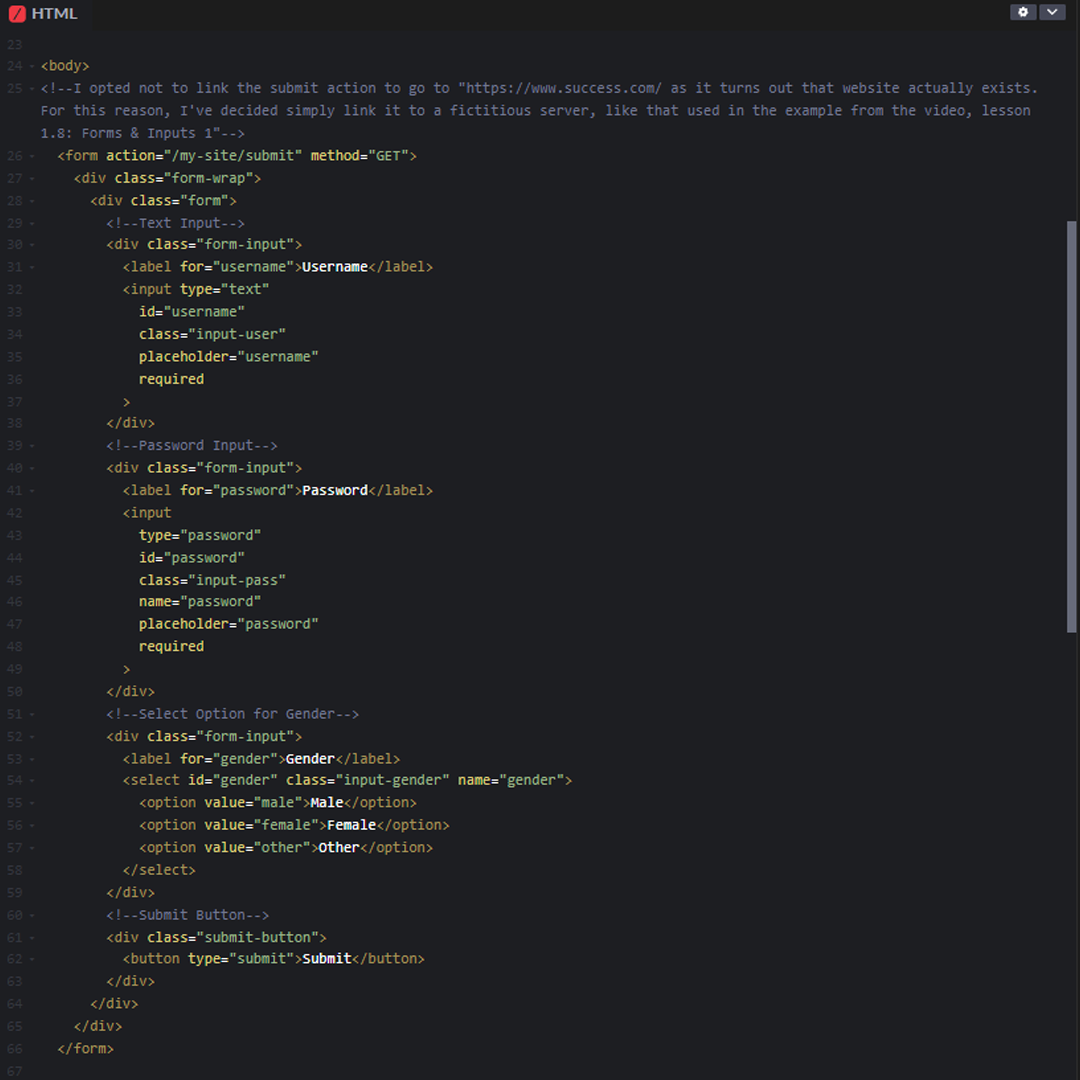 HTML
23
24 <body>
25 <!--I opted not to link the submit action to go to "https://www.success.com/ as it turns out that website actually exists.
For this reason, I've decided simply link it to a fictitious server, like that used in the example from the video, lesson
1.8: Forms & Inputs 1"-->
26 <form action="/my-site/submit" method="GET">
27 <div class="form-wrap">
28 <div class="form">
29 <!--Text Input-->
30 <div class="form-input">
31 <label for="username">Username</label>
32 <input type="text"
33 id="username"
34 class="input-user"
35 placeholder="username"
36 required
37 >
38 </div>
39 <!--Password Input-->
40 <div class="form-input">
41 <label for="password">Password</label>
42 <input
43 type="password"
44 id="password"
45 class="input-pass"
46 name="password"
47 placeholder="password"
48 required
49 >
50 </div>
51 <!--Select Option for Gender-->
52 <div class="form-input">
53 <label for="gender">Gender</label>
54 <select id="gender" class="input-gender" name="gender">
55 <option value="male">Male</option>
56 <option value="female">Female</option>
57 <option value="other">Other</option>
58 </select>
59 </div>
60 <!--Submit Button-->
61 <div class="submit-button">
62 <button type="submit">Submit</button>
63 </div>
64 </div>
65 </div>
66 </form>
67